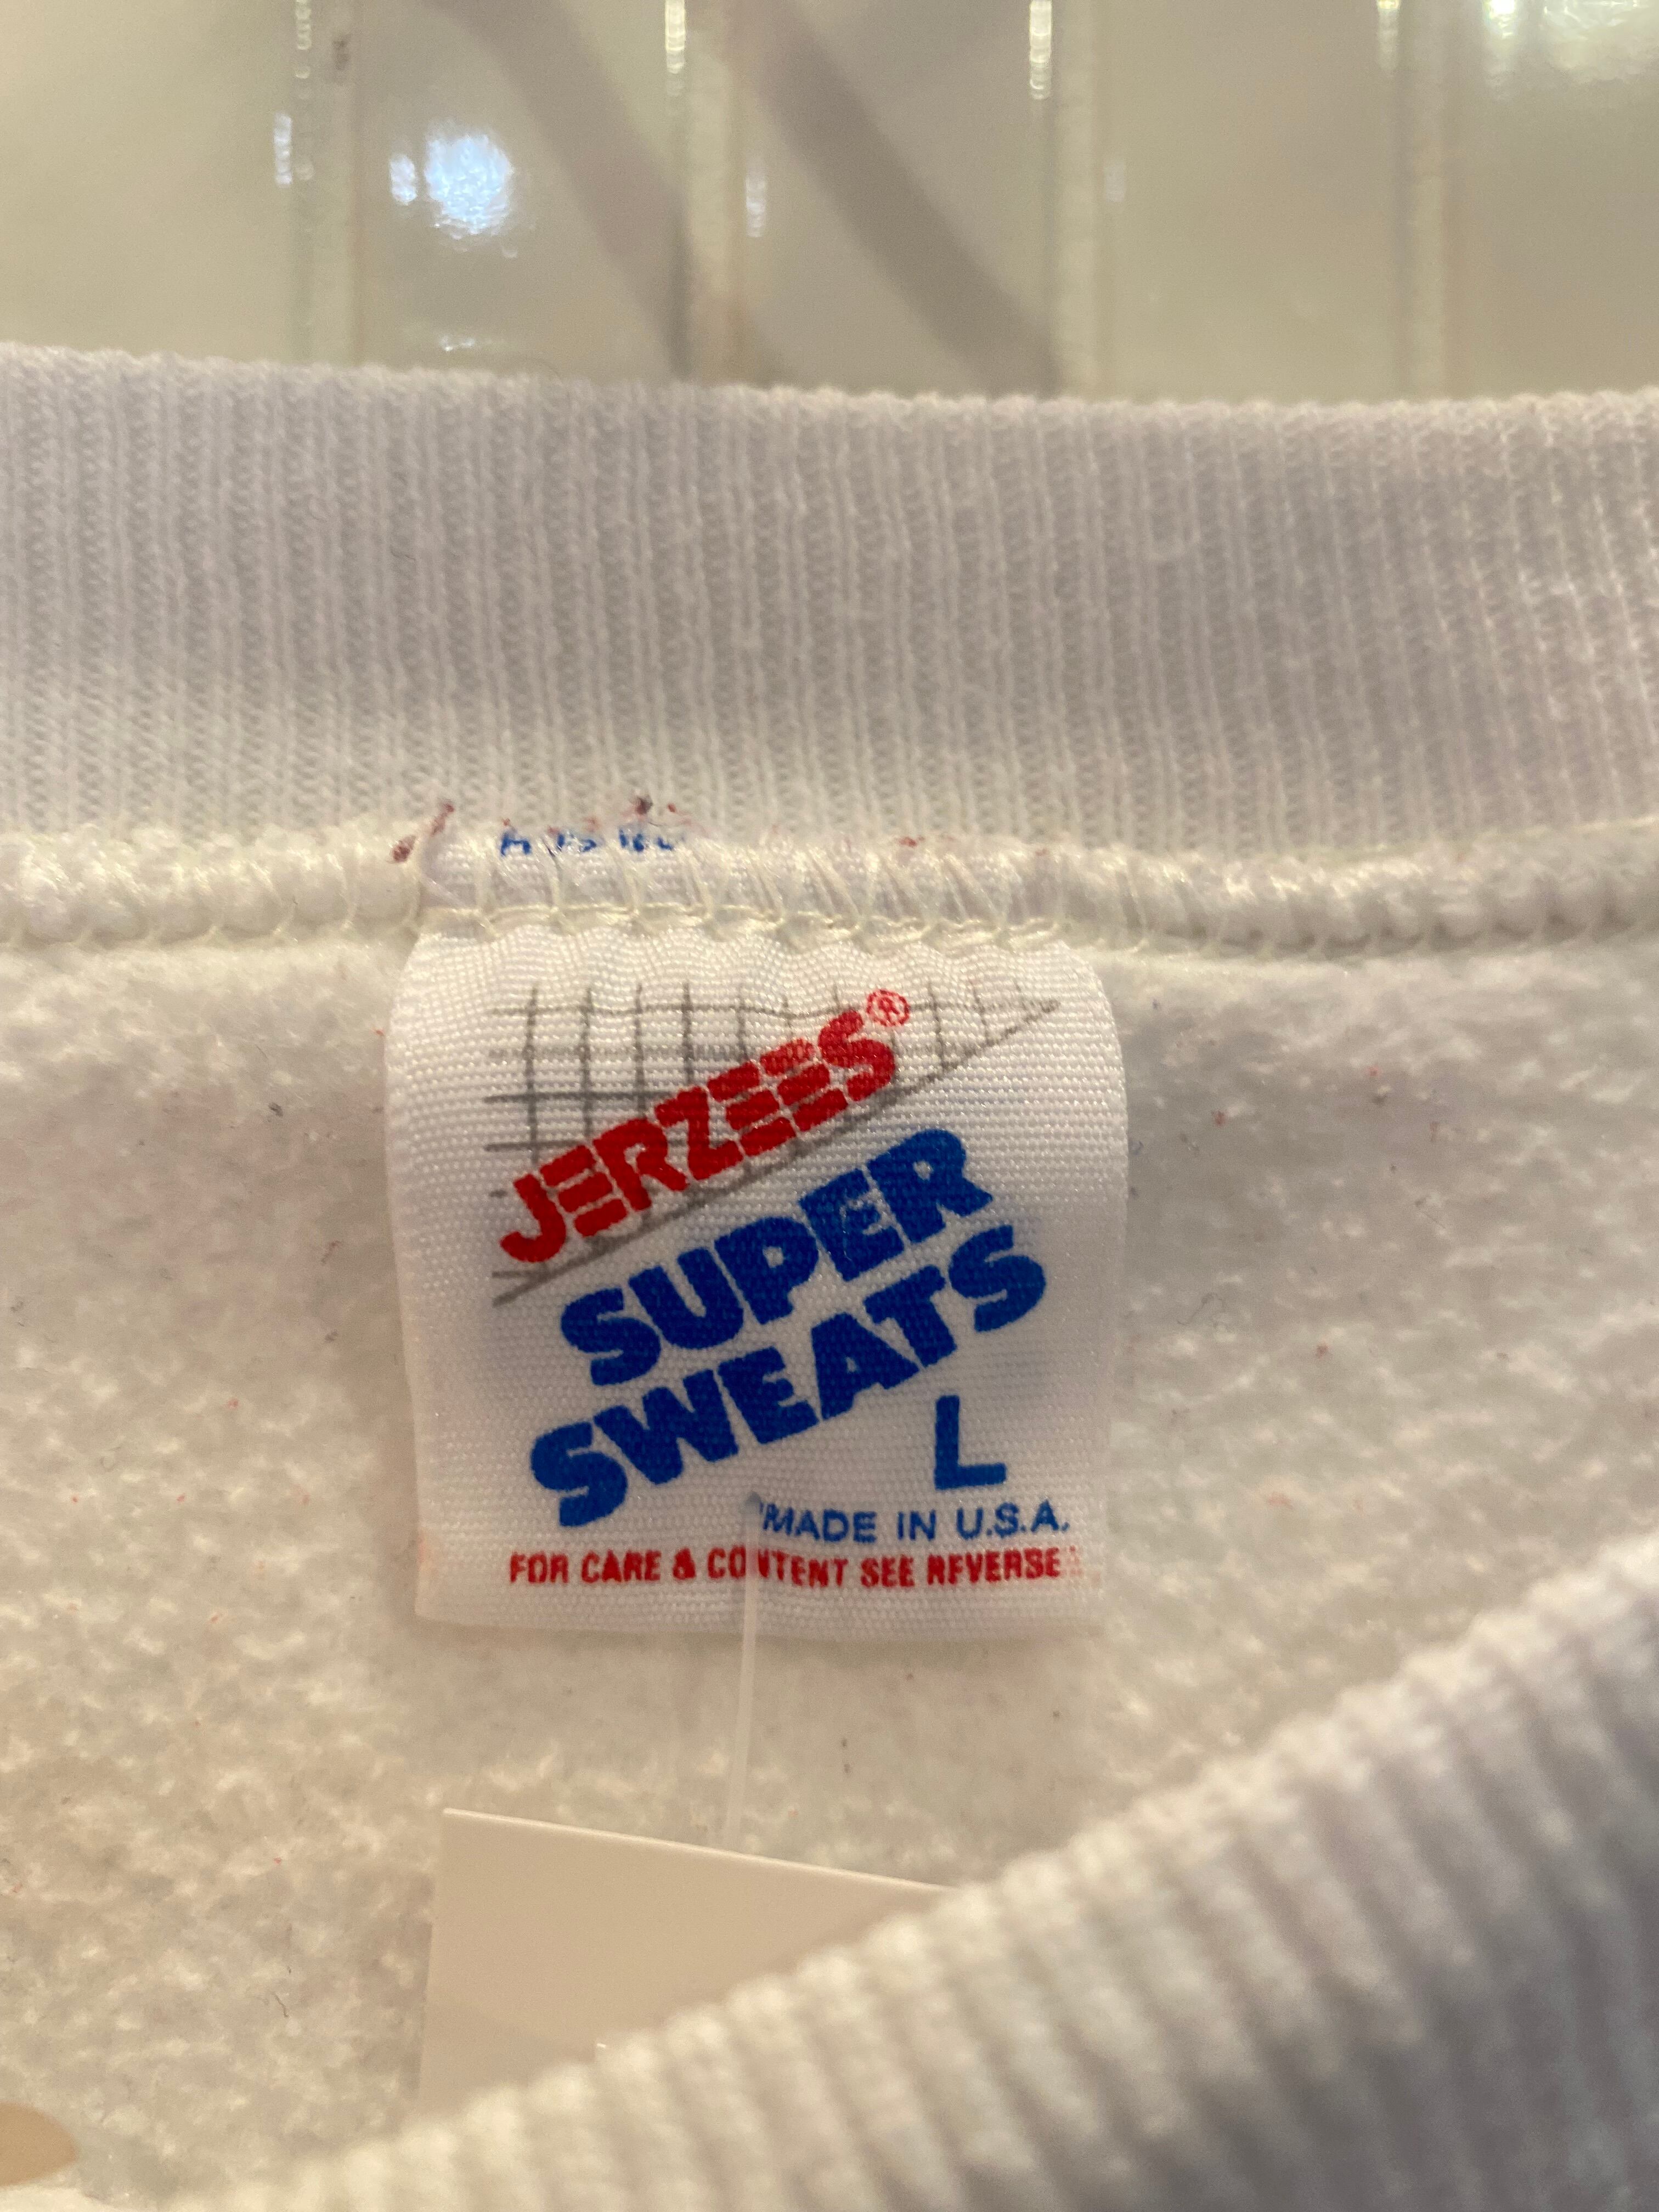 JERZEES®
SUPER
SWEATS
L
MADE IN U.S.A.
FOR CARE & CONTENT SEE REVERSE